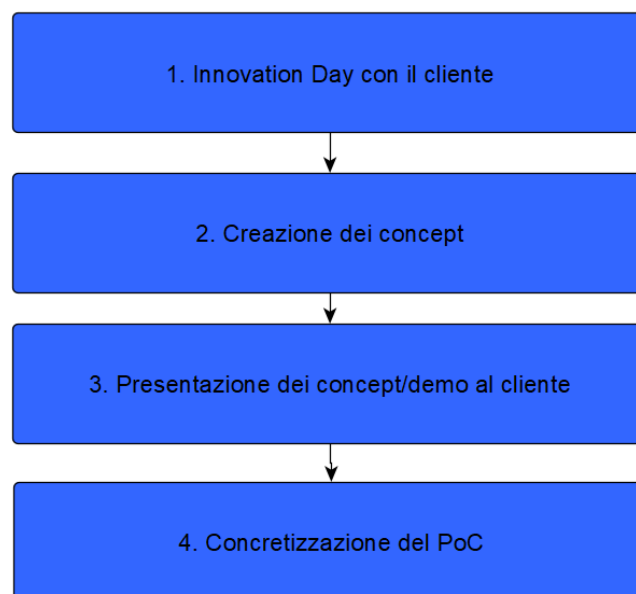 1. Innovation Day con il cliente
2. Creazione dei concept
3. Presentazione dei concept/demo al cliente
4. Concretizzazione del PoC